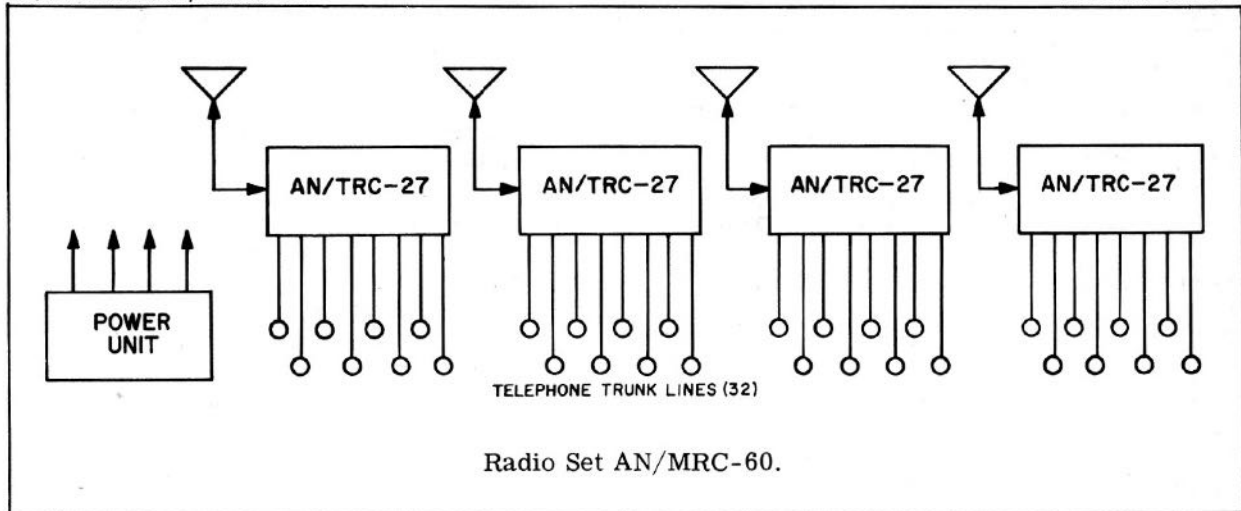 AN/TRC-27
AN/TRC-27
AN/TRC-27
AN/TRC-27
POWER
UNIT
TELEPHONE TRUNK LINES (32)
Radio Set AN/MRC-60.